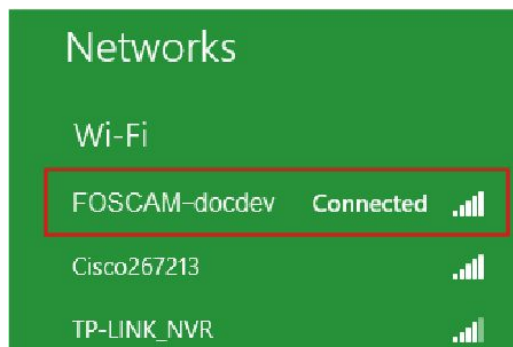 Networks
Wi-Fi
FOSCAM-docdev Connected
Cisco267213
TP-LINK_NVR